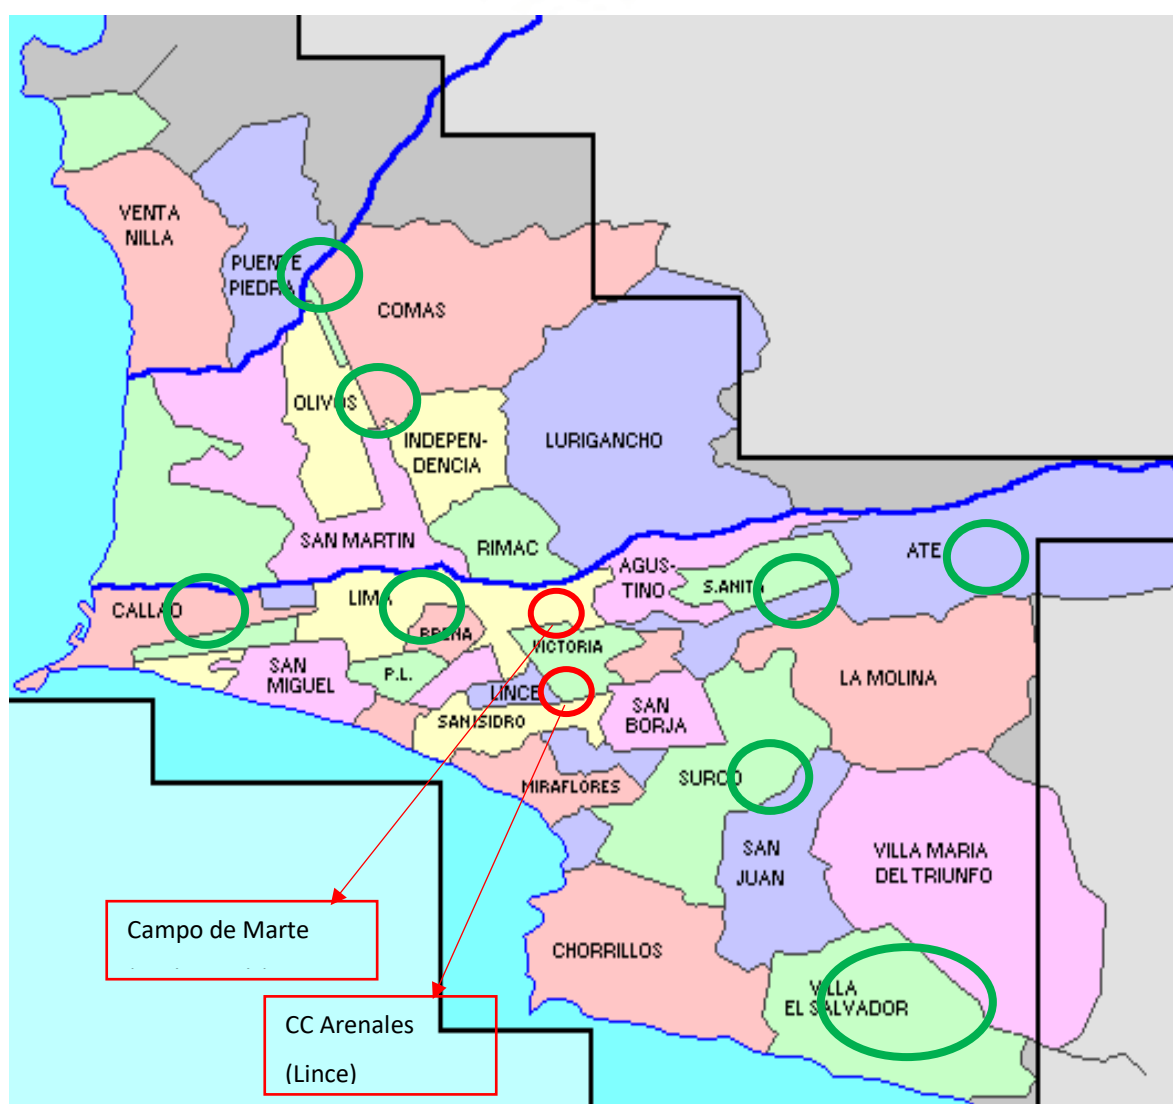 VENTA
NILLA
PUENTE
PIEDRA
COMAS
OLIVOS
INDEPEN-
DENCIA
LURIGANCHO
SAN MARTIN
RIMAC
ATE
AGUS-
TINO
S.ANITA
CALLAO
LIMA
BRENA
VICTORIA
SAN
MIGUEL
P.L.
LINCE
LA MOLINA
SAN
BORJA
SAN ISIDRO
MIRAFLORES
SURCO
SAN
JUAN
VILLA MARIA
DEL TRIUNFO
Campo de Marte
CHORRILLOS
VILLA
EL SALVADOR
CC Arenales
(Lince)